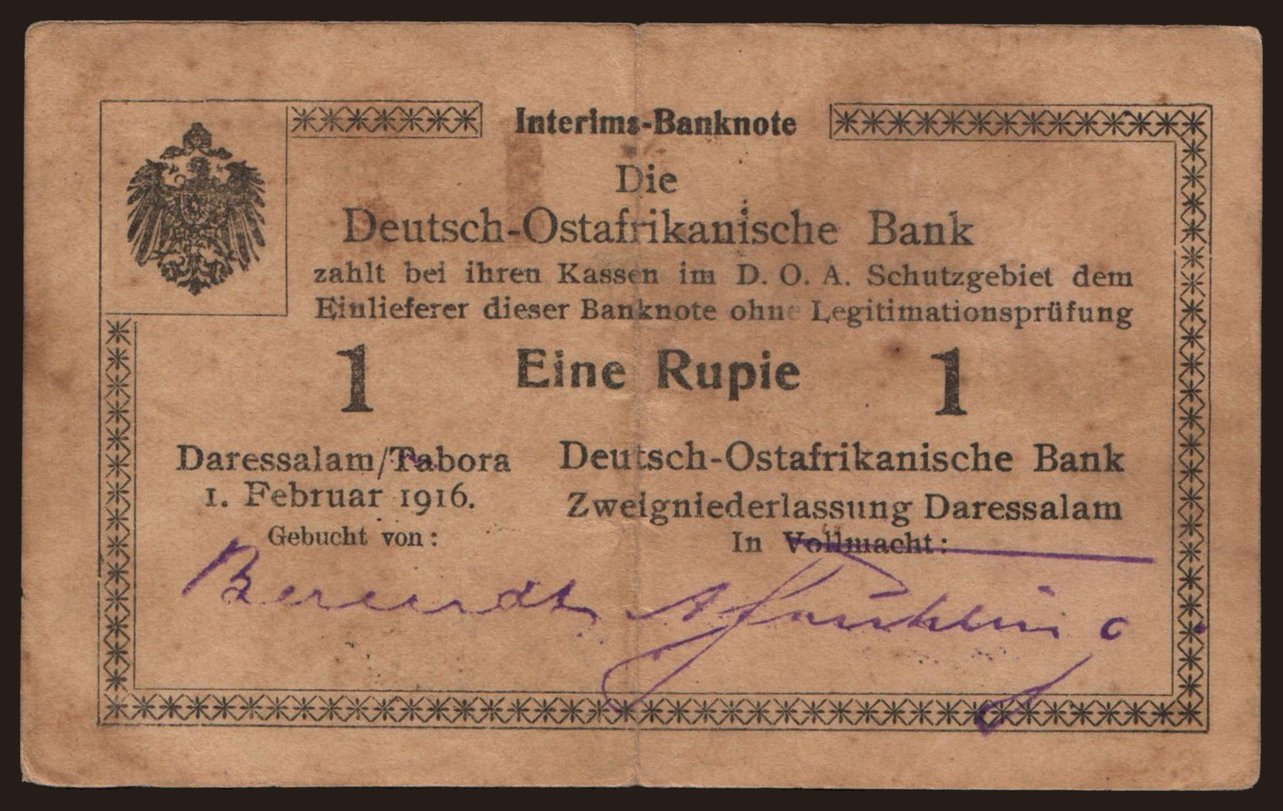 Interims-Banknote
Die
Deutsch-Ostafrikanische Bank
zahlt bei ihren Kassen im D. O. A. Schutzgebiet dem
Einlieferer dieser Banknote ohne Legitimationsprüfung
1 Eine Rupie 1
Daressalam/Tabora
1. Februar 1916.
Gebucht von:
Deutsch-Ostafrikanische Bank
Zweigniederlassung Daressalam
In Vollmacht:
Berendt